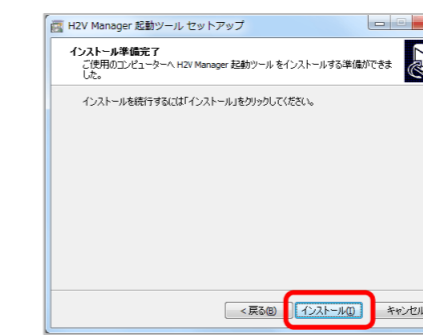 H2V Manager 起動ツール セットアップ
インストール準備完了
ご使用のコンピューターへ H2V Manager 起動ツール をインストールする準備ができま
した。
インストールを続行するには「インストール」をクリックしてください。
< 戻る(B)
インストール(I)
キャンセル